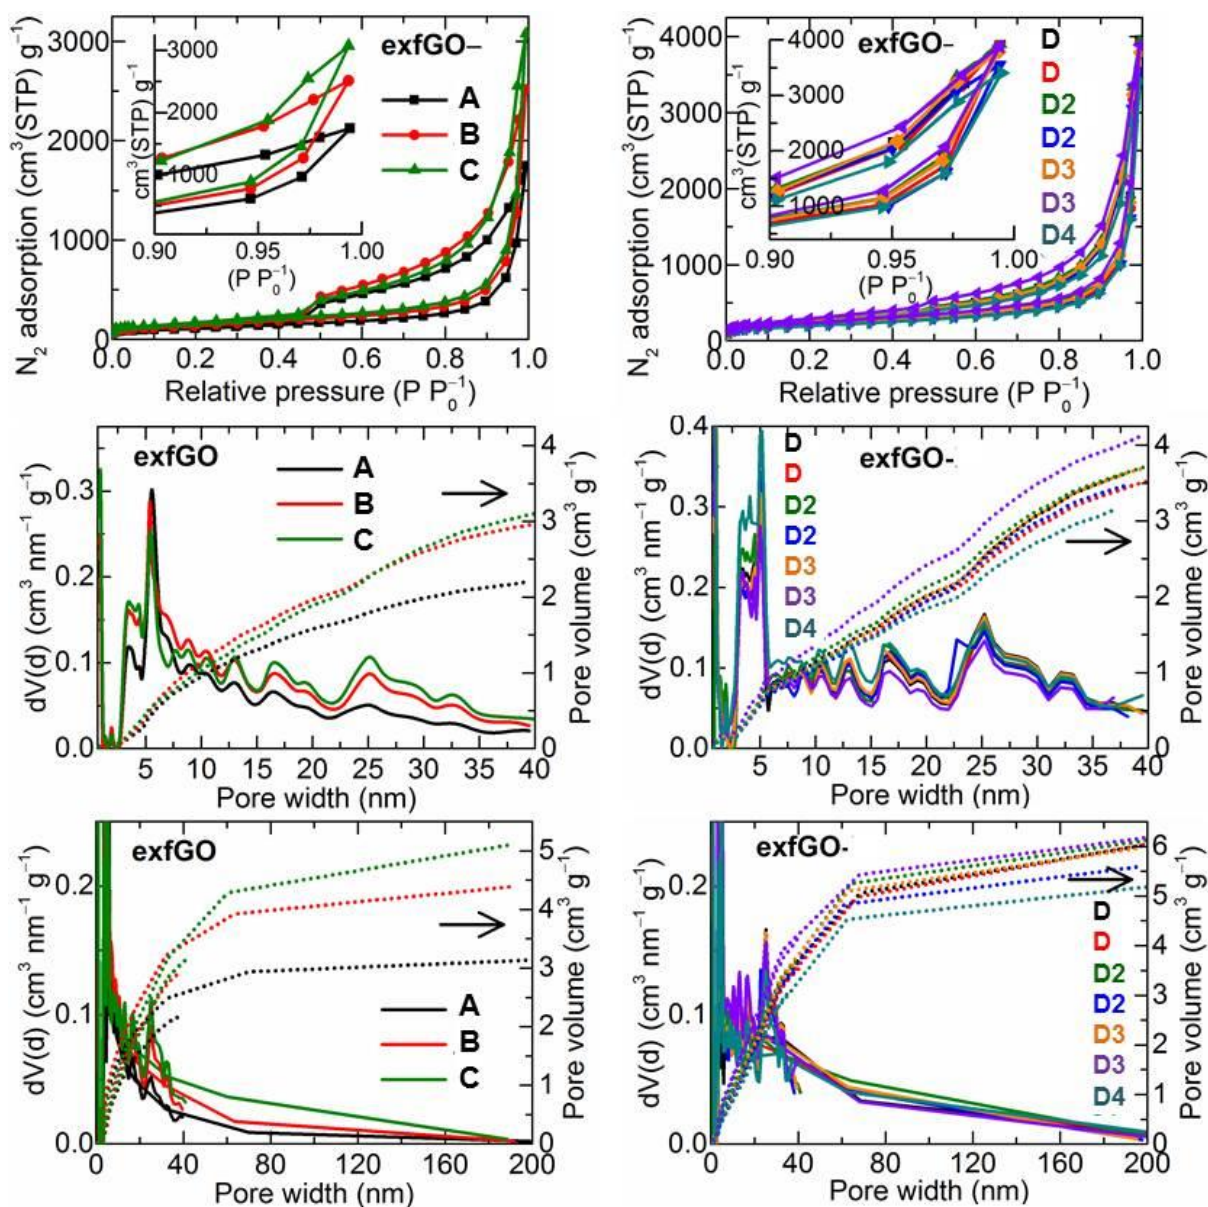 N₂ adsorption (cm³(STP) g⁻¹)
3000
2000
1000
0
0.0
0.2
0.4
0.6
0.8
1.0
Relative pressure (P P₀⁻¹)
cm³(STP) g⁻¹
3000
2000
1000
0.90
0.95
1.00
(P P₀⁻¹)
exfGO–
A
B
C
N₂ adsorption (cm³(STP) g⁻¹)
4000
3000
2000
1000
0
0.0
0.2
0.4
0.6
0.8
1.0
Relative pressure (P P₀⁻¹)
cm³(STP) g⁻¹
4000
3000
2000
1000
0.90
0.95
1.00
(P P₀⁻¹)
exfGO–
D
D
D2
D2
D3
D3
D4
dV(d) (cm³ nm⁻¹ g⁻¹)
0.3
0.2
0.1
0.0
5
10
15
20
25
30
35
40
Pore width (nm)
exfGO
A
B
C
4
3
2
1
0
Pore volume (cm³ g⁻¹)
dV(d) (cm³ nm⁻¹ g⁻¹)
0.4
0.3
0.2
0.1
0.0
5
10
15
20
25
30
35
40
Pore width (nm)
exfGO-
D
D
D2
D2
D3
D3
D4
4
3
2
1
0
Pore volume (cm³ g⁻¹)
dV(d) (cm³ nm⁻¹ g⁻¹)
0.2
0.1
0.0
0
40
80
120
160
200
Pore width (nm)
exfGO
A
B
C
5
4
3
2
1
0
Pore volume (cm³ g⁻¹)
dV(d) (cm³ nm⁻¹ g⁻¹)
0.2
0.1
0.0
0
40
80
120
160
200
Pore width (nm)
exfGO-
D
D
D2
D2
D3
D3
D4
6
5
4
3
2
1
0
Pore volume (cm³ g⁻¹)